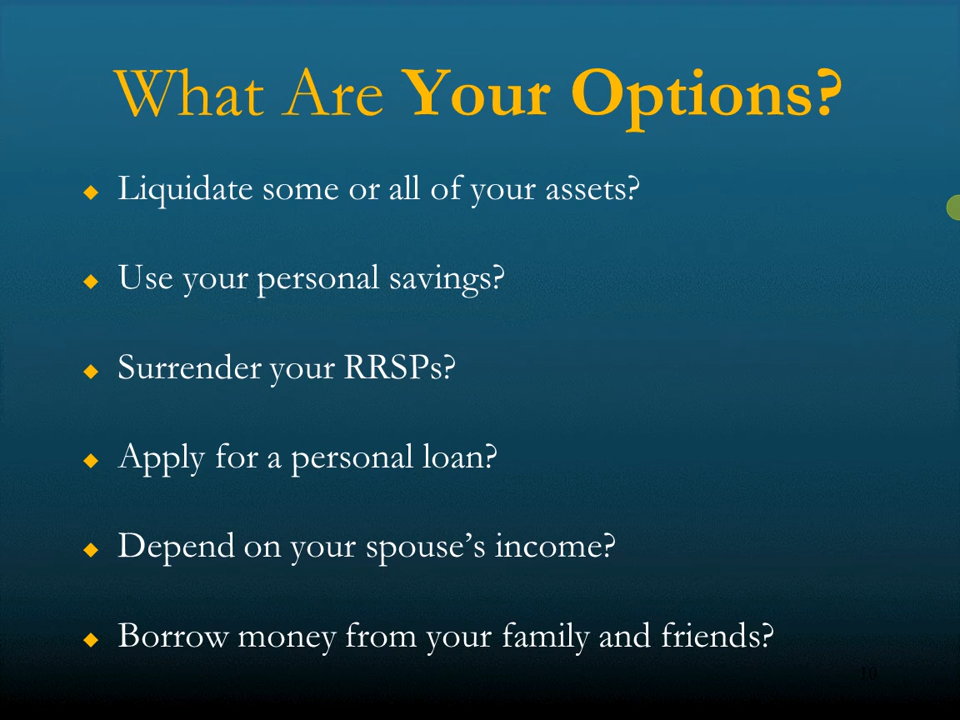 What Are Your Options?
Liquidate some or all of your assets?
Use your personal savings?
Surrender your RRSPs?
Apply for a personal loan?
Depend on your spouse's income?
Borrow money from your family and friends?